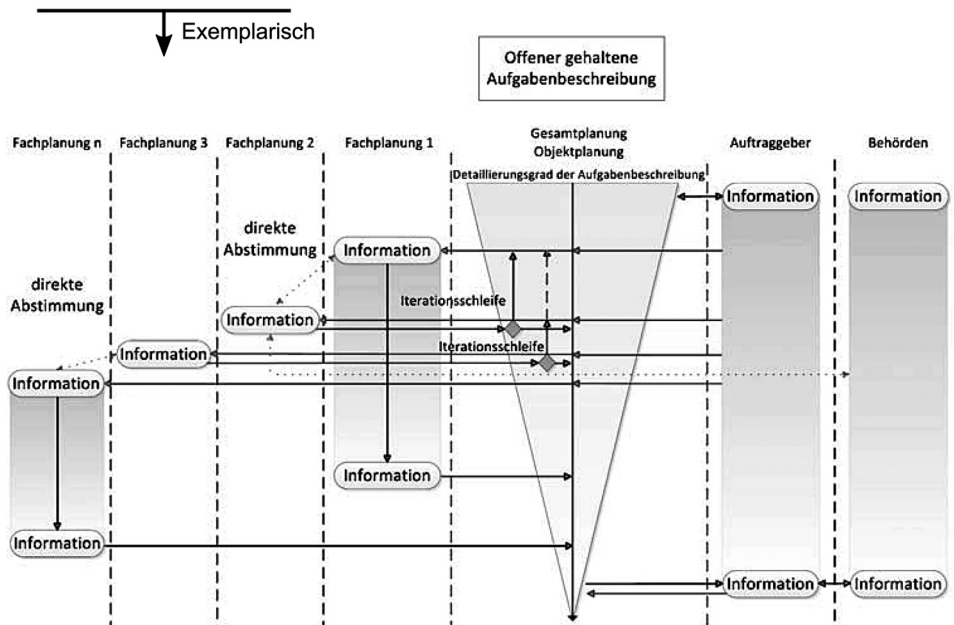 Exemplarisch
Offener gehaltene
Aufgabenbeschreibung
Fachplanung n
Fachplanung 3
Fachplanung 2
Fachplanung 1
Gesamtplanung
Objektplanung
Auftraggeber
Behörden
Detaillierungsgrad der Aufgabenbeschreibung
Information
Information
direkte
Abstimmung
Information
direkte
Abstimmung
Iterationsschleife
Information
Iterationsschleife
Information
Information
Information
Information
Information
Information